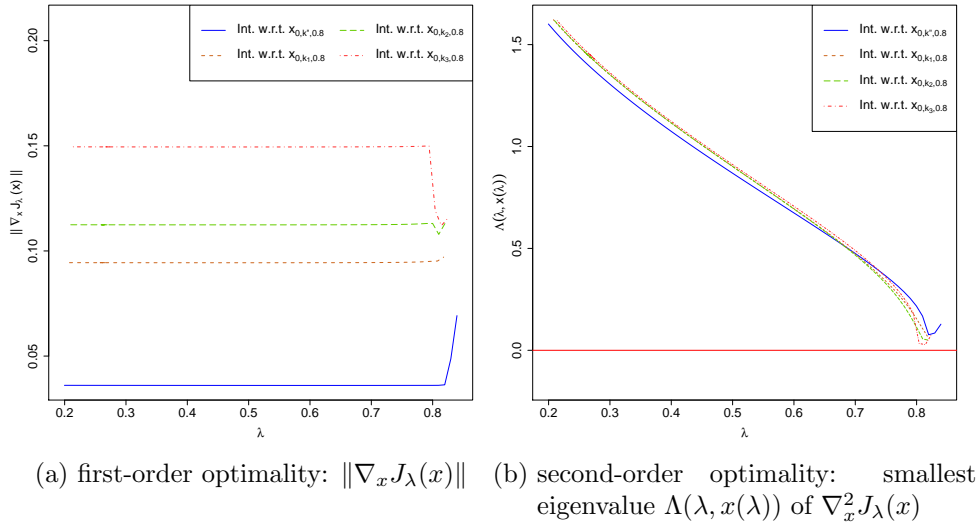 Int. w.r.t. x₀,ₖ*,₀.₈
Int. w.r.t. x₀,ₖ₁,₀.₈
Int. w.r.t. x₀,ₖ₂,₀.₈
Int. w.r.t. x₀,ₖ₃,₀.₈
0.20
0.15
0.10
0.05
|| ∇ₓ J_λ (x) ||
0.2 0.3 0.4 0.5 0.6 0.7 0.8
λ
Int. w.r.t. x₀,ₖ*,₀.₈
Int. w.r.t. x₀,ₖ₁,₀.₈
Int. w.r.t. x₀,ₖ₂,₀.₈
Int. w.r.t. x₀,ₖ₃,₀.₈
1.5
1.0
0.5
0.0
Λ(λ, x(λ))
0.2 0.3 0.4 0.5 0.6 0.7 0.8
λ
(a) first-order optimality: ‖∇ₓJ_λ(x)‖
(b) second-order optimality: smallest
eigenvalue Λ(λ, x(λ)) of ∇²ₓJ_λ(x)